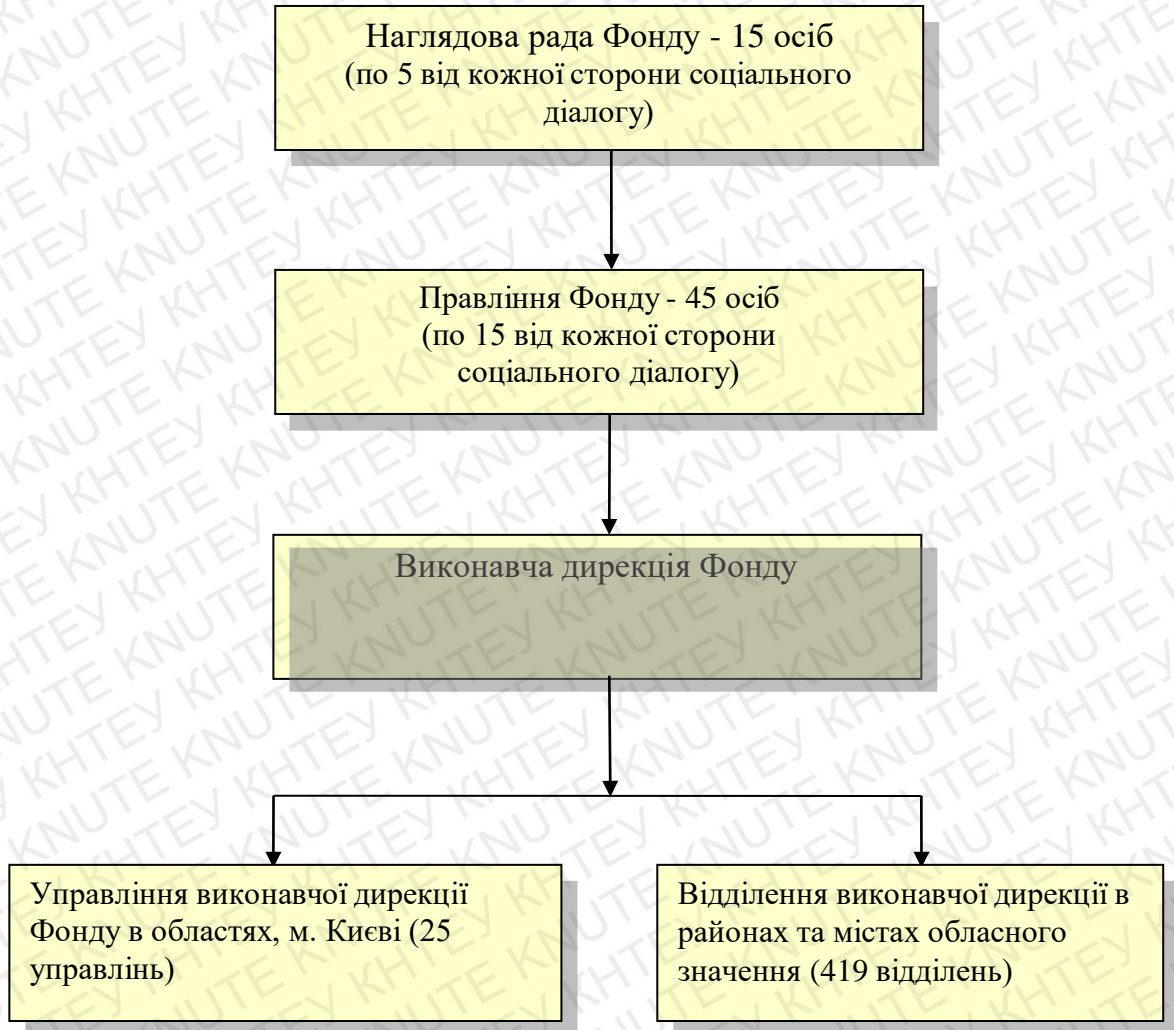 Наглядова рада Фонду - 15 осіб
(по 5 від кожної сторони соціального
діалогу)
Правління Фонду - 45 осіб
(по 15 від кожної сторони
соціального діалогу)
Виконавча дирекція Фонду
Управління виконавчої дирекції
Фонду в областях, м. Києві (25
управлінь)
Відділення виконавчої дирекції в
районах та містах обласного
значення (419 відділень)